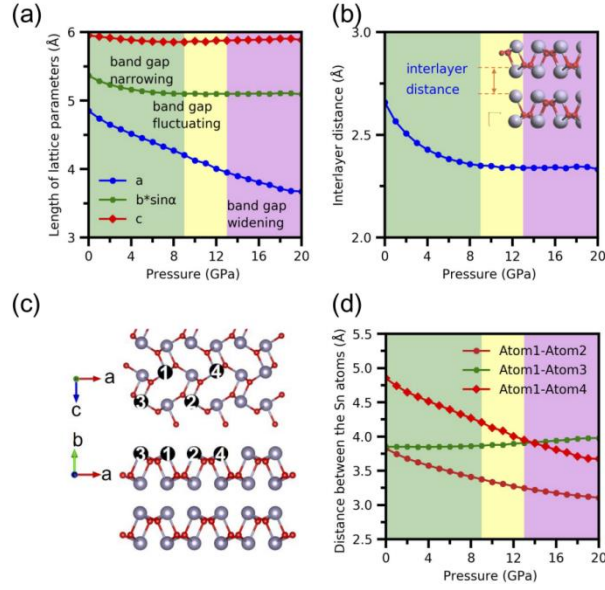 (a)
Length of lattice parameters (Å)
6
5
4
3
band gap
narrowing
band gap
fluctuating
band gap
widening
a
b*sinα
c
0 4 8 12 16 20
Pressure (GPa)
(b)
Interlayer distance (Å)
3.0
2.5
2.0
interlayer
distance
0 4 8 12 16 20
Pressure (GPa)
(c)
a
c
b
a
1 4
3 2
3 1 2 4
(d)
Distance between the Sn atoms (Å)
5.5
5.0
4.5
4.0
3.5
3.0
2.5
Atom1-Atom2
Atom1-Atom3
Atom1-Atom4
0 4 8 12 16 20
Pressure (GPa)